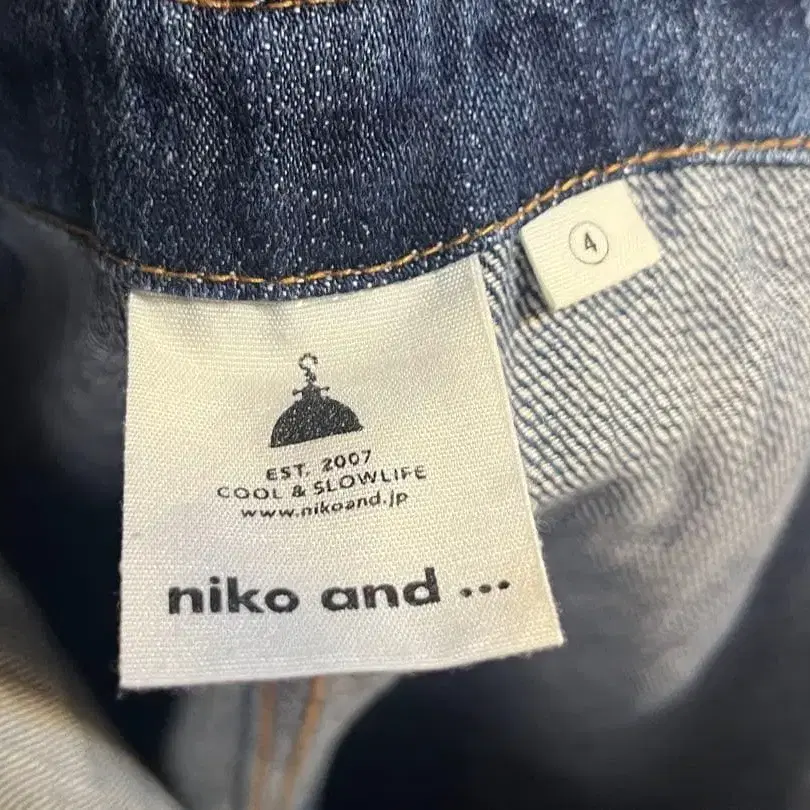 ④
EST. 2007
COOL & SLOWLIFE
www.nikoand.jp
niko and ...